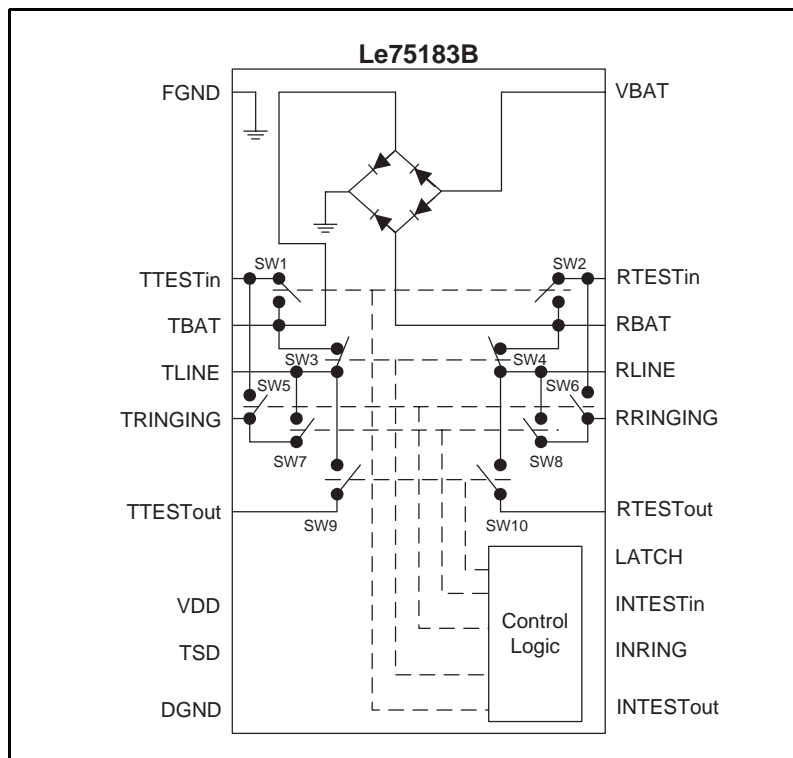 Le75183B
FGND
VBAT
SW1
SW2
TTESTin
RTESTin
TBAT
RBAT
SW3
SW4
TLINE
RLINE
SW5
SW6
TRINGING
RRINGING
SW7
SW8
TTESTout
RTESTout
SW9
SW10
LATCH
VDD
INTESTin
Control
Logic
TSD
INRING
DGND
INTESTout